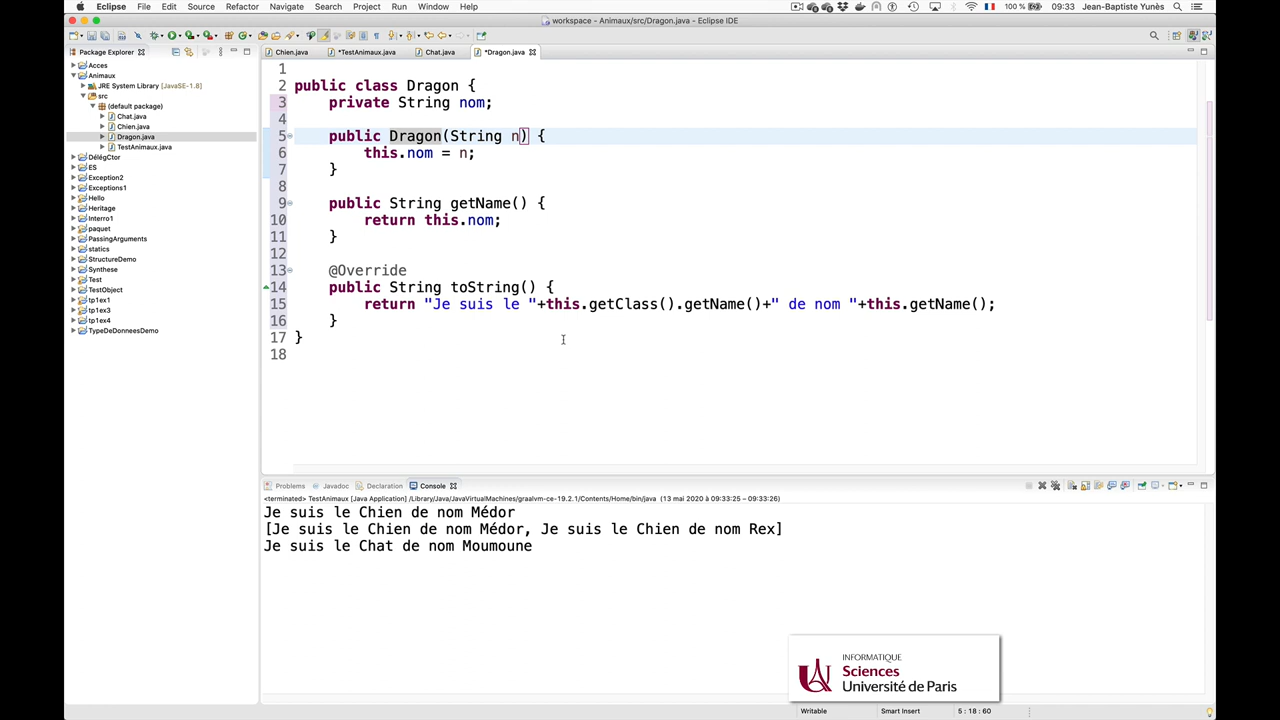 Eclipse File Edit Source Refactor Navigate Search Project Run Window Help 100 % 09:33 Jean-Baptiste Yunès
workspace - Animaux/src/Dragon.java - Eclipse IDE
Package Explorer
Acces
Animaux
JRE System Library [JavaSE-1.8]
src
(default package)
Chat.java
Chien.java
Dragon.java
TestAnimaux.java
DélégCtor
ES
Exception2
Exceptions1
Hello
Heritage
Interro1
paquet
PassingArguments
statics
StructureDemo
Synthese
Test
TestObject
tp1ex1
tp1ex3
tp1ex4
TypeDeDonneesDemo
Chien.java *TestAnimaux.java Chat.java *Dragon.java
1
2 public class Dragon {
3 private String nom;
4
5 public Dragon(String n) {
6 this.nom = n;
7 }
8
9 public String getName() {
10 return this.nom;
11 }
12
13 @Override
14 public String toString() {
15 return "Je suis le "+this.getClass().getName()+" de nom "+this.getName();
16 }
17 }
18
Problems Javadoc Declaration Console
<terminated> TestAnimaux [Java Application] /Library/Java/JavaVirtualMachines/graalvm-ce-19.2.1/Contents/Home/bin/java (13 mai 2020 à 09:33:25 – 09:33:26)
Je suis le Chien de nom Médor
[Je suis le Chien de nom Médor, Je suis le Chien de nom Rex]
Je suis le Chat de nom Moumoune
INFORMATIQUE
Sciences
Université de Paris
Writable Smart Insert 5 : 18 : 60